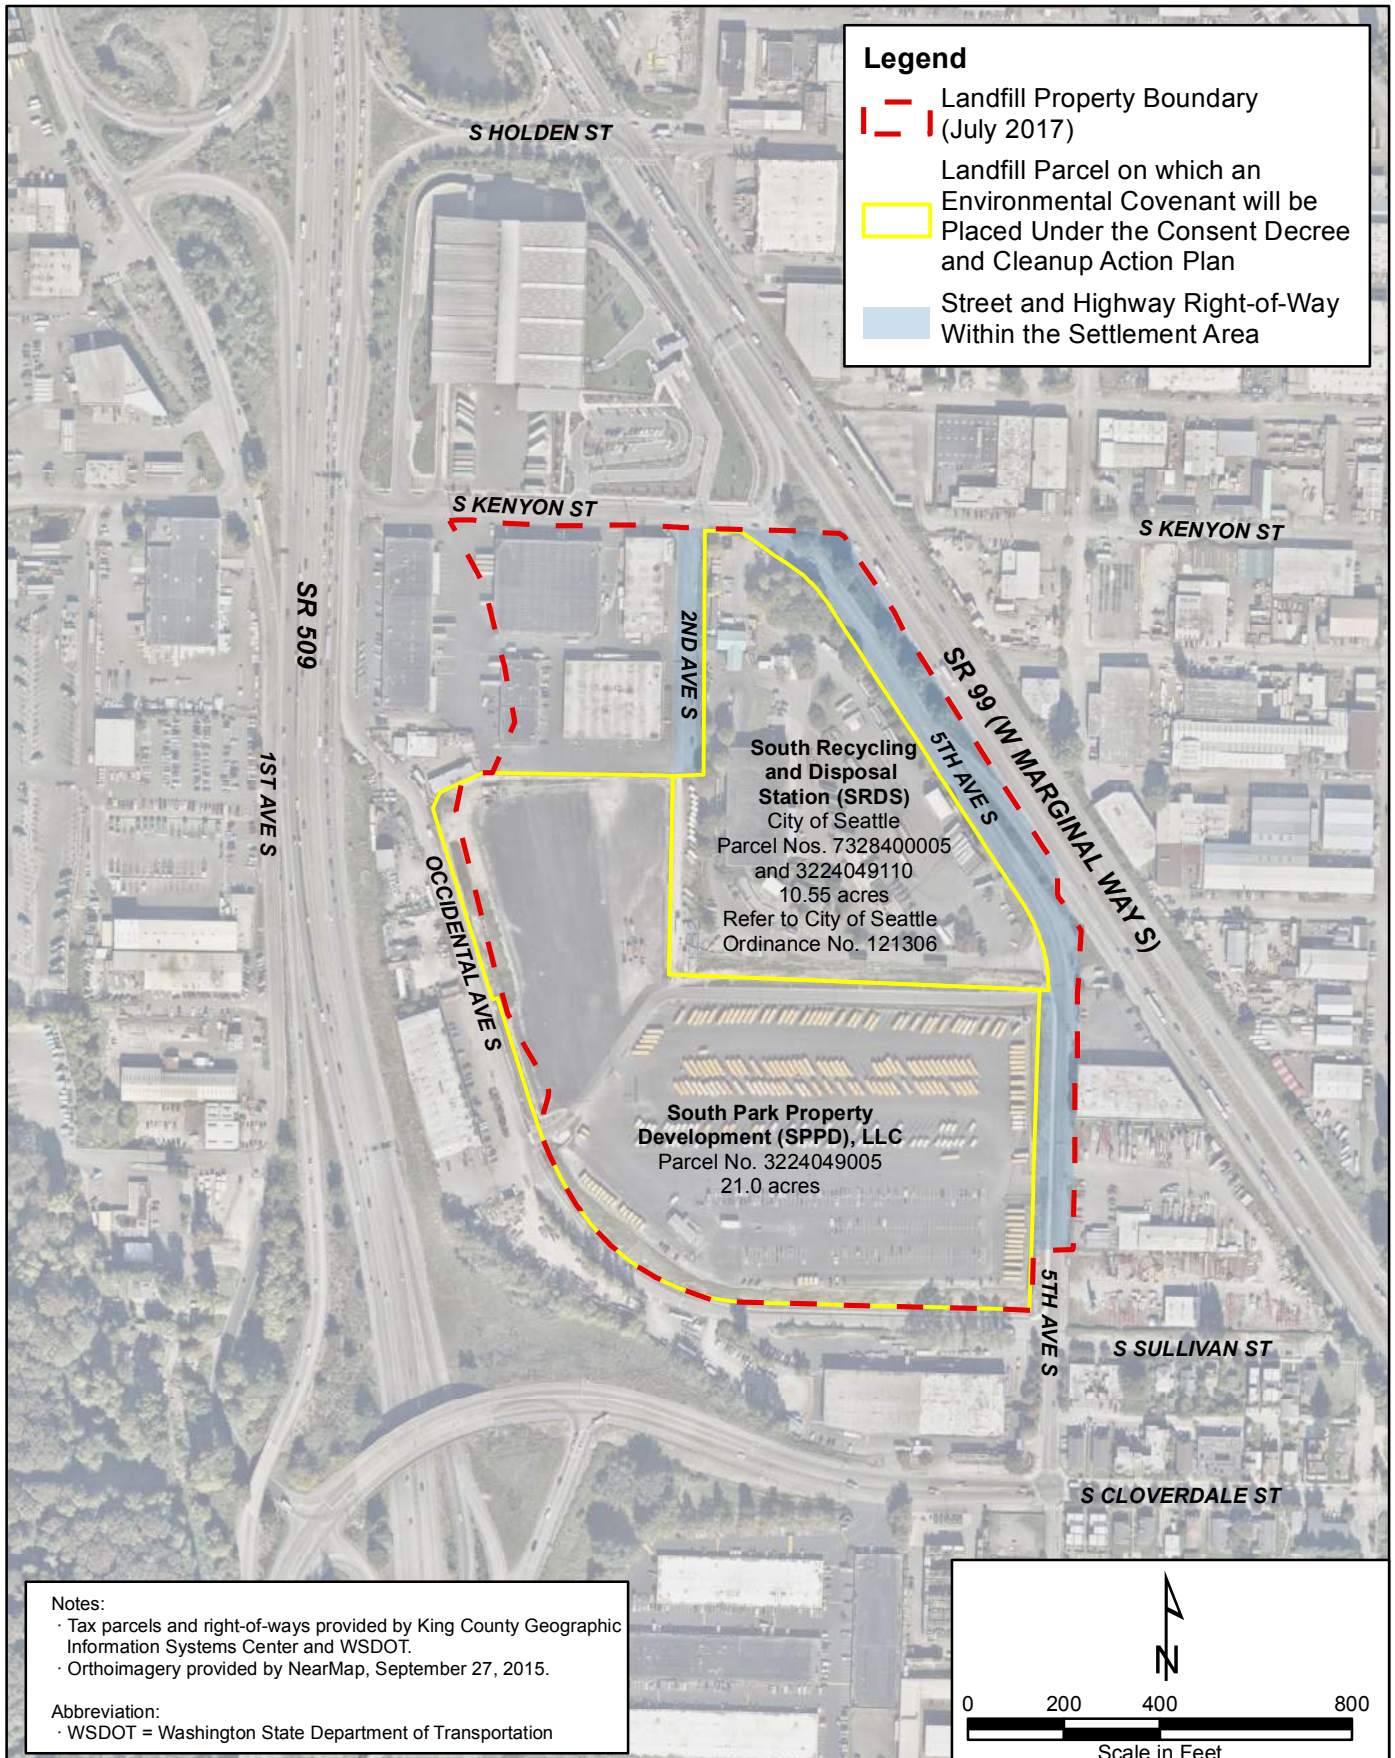 Legend
Landfill Property Boundary
(July 2017)
Landfill Parcel on which an
Environmental Covenant will be
Placed Under the Consent Decree
and Cleanup Action Plan
Street and Highway Right-of-Way
Within the Settlement Area
S HOLDEN ST
S KENYON ST
S KENYON ST
SR 509
2ND AVE S
SR 99 (W MARGINAL WAY S)
5TH AVE S
1ST AVE S
South Recycling
and Disposal
Station (SRDS)
City of Seattle
Parcel Nos. 7328400005
and 3224049110
10.55 acres
Refer to City of Seattle
Ordinance No. 121306
OCCIDENTAL AVE S
South Park Property
Development (SPPD), LLC
Parcel No. 3224049005
21.0 acres
5TH AVE S
S SULLIVAN ST
S CLOVERDALE ST
Notes:
· Tax parcels and right-of-ways provided by King County Geographic
Information Systems Center and WSDOT.
· Orthoimagery provided by NearMap, September 27, 2015.
Abbreviation:
· WSDOT = Washington State Department of Transportation
N
0 200 400 800
Scale in Feet